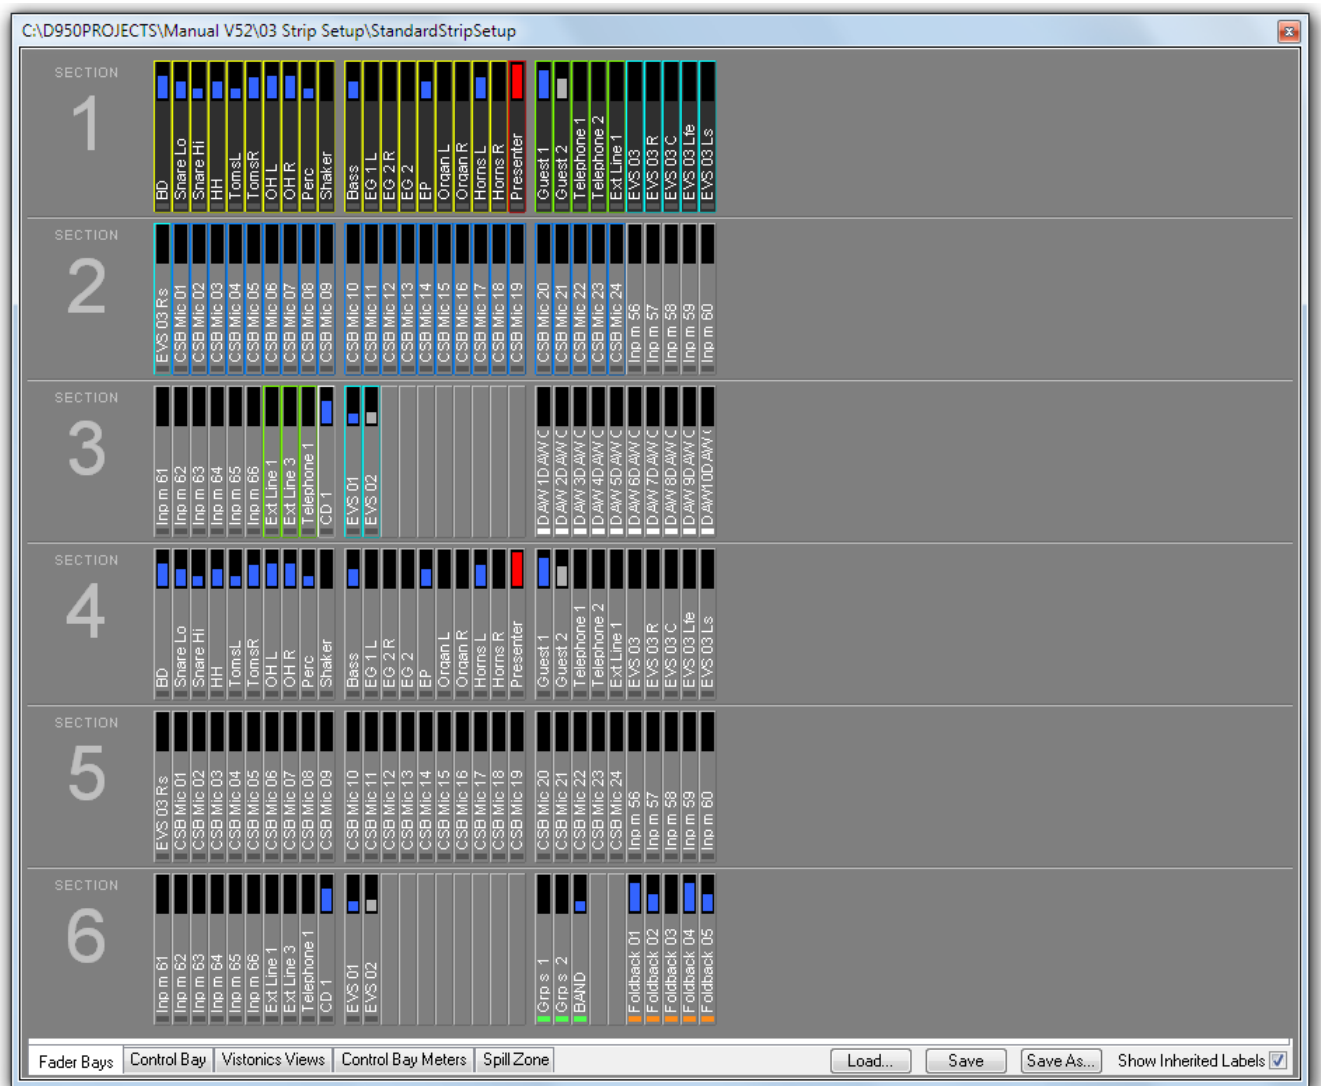 C:\D950PROJECTS\Manual V52\03 Strip Setup\StandardStripSetup
SECTION
1
BD
Snare Lo
Snare Hi
HH
TomsL
TomsR
OH L
OH R
Perc
Shaker
Bass
EG 1 L
EG 2 R
EG 2
EP
Organ L
Organ R
Horns L
Horns R
Presenter
Guest 1
Guest 2
Telephone 1
Telephone 2
Ext Line 1
EVS 03
EVS 03 R
EVS 03 C
EVS 03 Lfe
EVS 03 Ls
SECTION
2
EVS 03 Rs
CSB Mic 01
CSB Mic 02
CSB Mic 03
CSB Mic 04
CSB Mic 05
CSB Mic 06
CSB Mic 07
CSB Mic 08
CSB Mic 09
CSB Mic 10
CSB Mic 11
CSB Mic 12
CSB Mic 13
CSB Mic 14
CSB Mic 15
CSB Mic 16
CSB Mic 17
CSB Mic 18
CSB Mic 19
CSB Mic 20
CSB Mic 21
CSB Mic 22
CSB Mic 23
CSB Mic 24
Inp m 56
Inp m 57
Inp m 58
Inp m 59
Inp m 60
SECTION
3
Inp m 61
Inp m 62
Inp m 63
Inp m 64
Inp m 65
Inp m 66
Ext Line 1
Ext Line 3
Telephone 1
CD 1
EVS 01
EVS 02
DAW 1DAW C
DAW 2DAW C
DAW 3DAW C
DAW 4DAW C
DAW 5DAW C
DAW 6DAW C
DAW 7DAW C
DAW 8DAW C
DAW 9DAW C
DAW10DAW C
SECTION
4
BD
Snare Lo
Snare Hi
HH
TomsL
TomsR
OH L
OH R
Perc
Shaker
Bass
EG 1 L
EG 2 R
EG 2
EP
Organ L
Organ R
Horns L
Horns R
Presenter
Guest 1
Guest 2
Telephone 1
Telephone 2
Ext Line 1
EVS 03
EVS 03 R
EVS 03 C
EVS 03 Lfe
EVS 03 Ls
SECTION
5
EVS 03 Rs
CSB Mic 01
CSB Mic 02
CSB Mic 03
CSB Mic 04
CSB Mic 05
CSB Mic 06
CSB Mic 07
CSB Mic 08
CSB Mic 09
CSB Mic 10
CSB Mic 11
CSB Mic 12
CSB Mic 13
CSB Mic 14
CSB Mic 15
CSB Mic 16
CSB Mic 17
CSB Mic 18
CSB Mic 19
CSB Mic 20
CSB Mic 21
CSB Mic 22
CSB Mic 23
CSB Mic 24
Inp m 56
Inp m 57
Inp m 58
Inp m 59
Inp m 60
SECTION
6
Inp m 61
Inp m 62
Inp m 63
Inp m 64
Inp m 65
Inp m 66
Ext Line 1
Ext Line 3
Telephone 1
CD 1
EVS 01
EVS 02
Grp s 1
Grp s 2
BAND
Foldback 01
Foldback 02
Foldback 03
Foldback 04
Foldback 05
Fader Bays
Control Bay
Vistonics Views
Control Bay Meters
Spill Zone
Load...
Save
Save As...
Show Inherited Labels